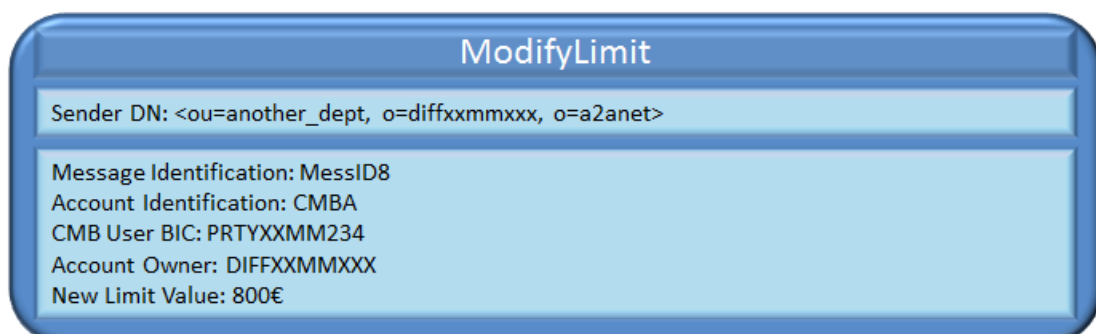 ModifyLimit
Sender DN: <ou=another_dept, o=diffxxmmxxx, o=a2anet>
Message Identification: MessID8
Account Identification: CMBA
CMB User BIC: PRTYXXMM234
Account Owner: DIFFXXMMXXX
New Limit Value: 800€